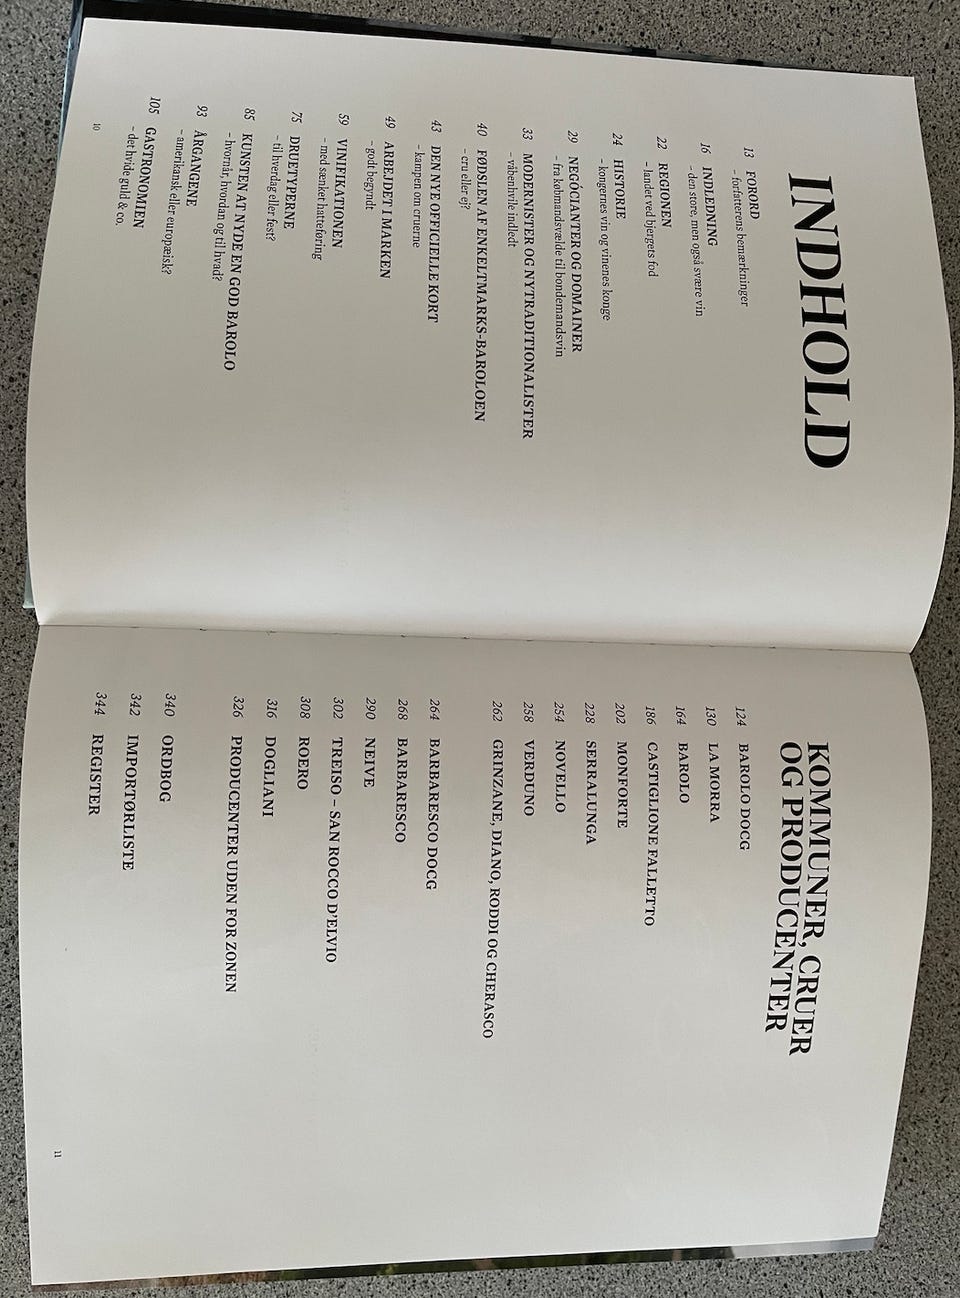 INDHOLD
13 FORORD
– forfatterens bemærkninger
16 INDLEDNING
– den store, men også svære vin
22 REGIONEN
– landet ved bjergets fod
24 HISTORIE
– kongernes vin og vinenes konge
29 NEGÓCIANTER OG DOMAINER
– fra købmandsvælde til bondemandsvin
33 MODERNISTER OG NYTRADITIONALISTER
– våbenhvile indledt
40 FØDSLEN AF ENKELTMARKS-BAROLOEN
– cru eller ej?
43 DEN NYE OFFICIELLE KORT
– kampen om cruerne
49 ARBEJDET I MARKEN
– godt begyndt
59 VINIFIKATIONEN
– med sænket hatteføring
75 DRUETYPERNE
– til hverdag eller fest?
85 KUNSTEN AT NYDE EN GOD BAROLO
– hvornår, hvordan og til hvad?
93 ÅRGANGENE
– amerikansk eller europæisk?
105 GASTRONOMIEN
– det hvide guld & co.
10
KOMMUNER, CRUER
OG PRODUCENTER
124 BAROLO DOCG
130 LA MORRA
164 BAROLO
186 CASTIGLIONE FALLETTO
202 MONFORTE
228 SERRALUNGA
254 NOVELLO
258 VERDUNO
262 GRINZANE, DIANO, RODDI OG CHERASCO
264 BARBARESCO DOCG
268 BARBARESCO
290 NEIVE
302 TREISO – SAN ROCCO D'ELVIO
308 ROERO
316 DOGLIANI
326 PRODUCENTER UDEN FOR ZONEN
340 ORDBOG
342 IMPORTØRLISTE
344 REGISTER
11